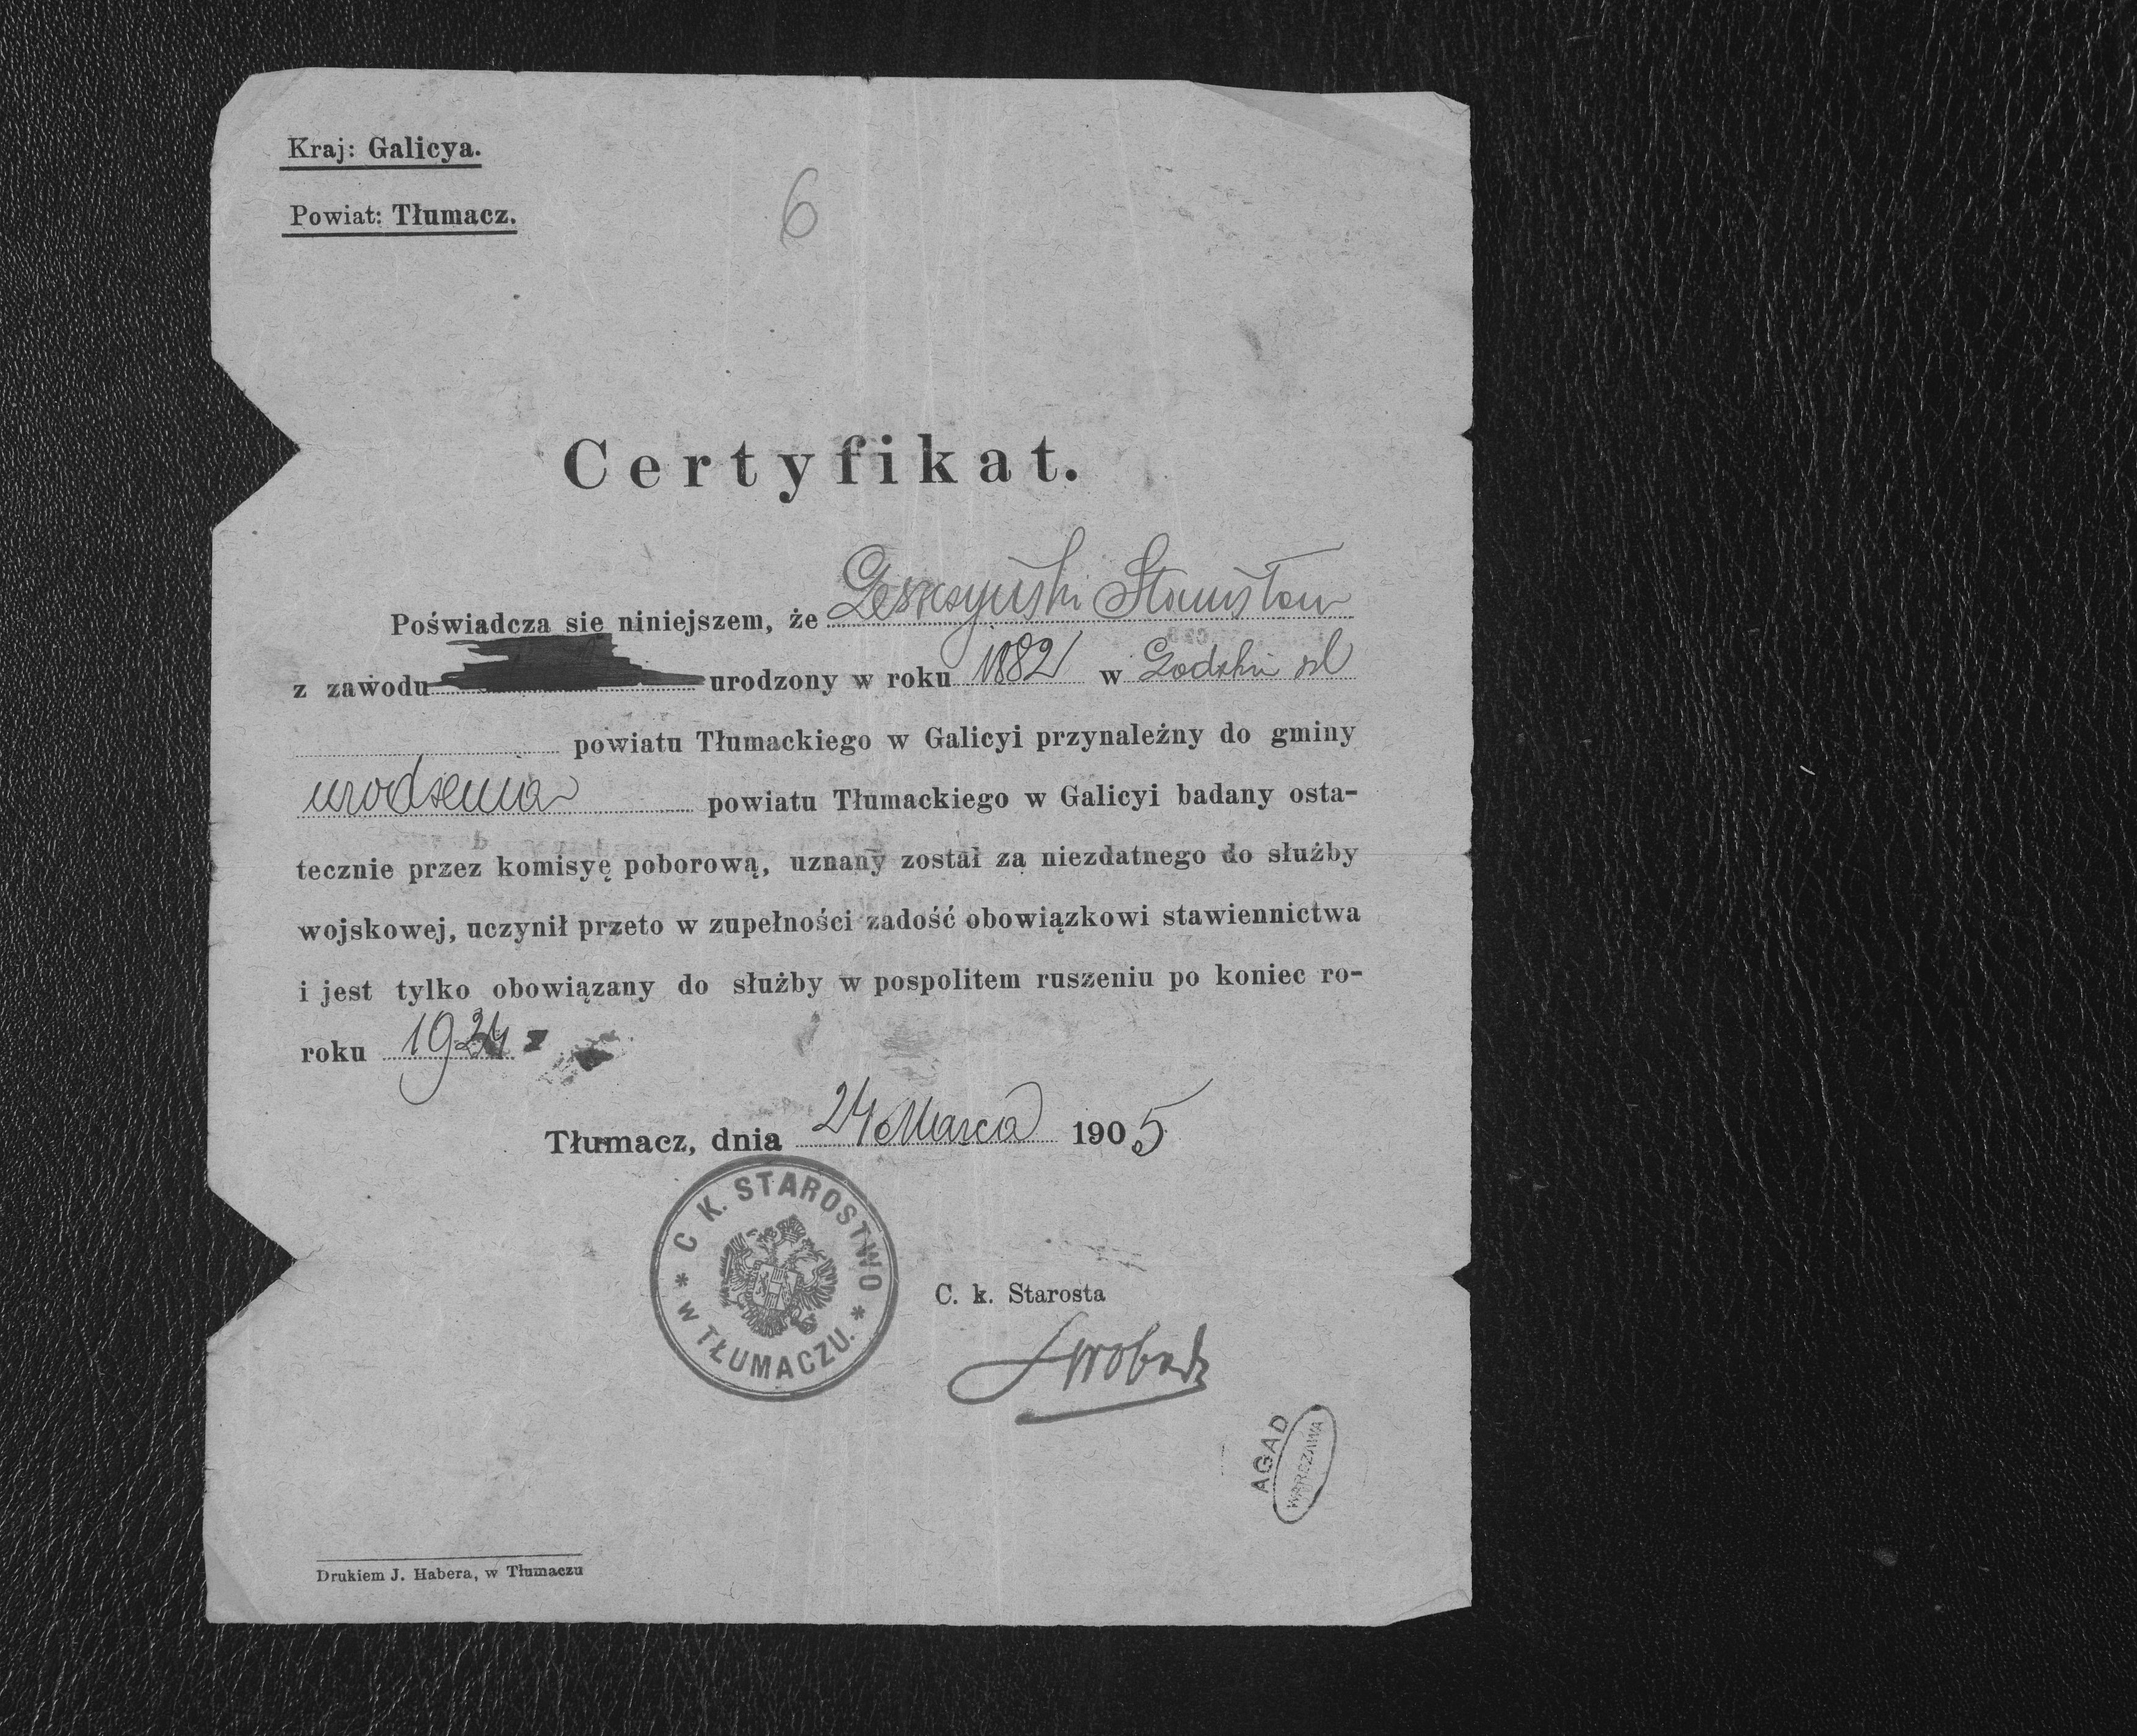 Kraj: Galicya.
Powiat: Tłumacz.
6
Certyfikat.
Poświadcza się niniejszem, że Leszczyński Stanisław
z zawodu urodzony w roku 1882 w
powiatu Tłumackiego w Galicyi przynależny do gminy
urodzenia powiatu Tłumackiego w Galicyi badany osta-
tecznie przez komisyę poborową, uznany został za niezdatnego do służby
wojskowej, uczynił przeto w zupełności zadość obowiązkowi stawiennictwa
i jest tylko obowiązany do służby w pospolitem ruszeniu po koniec ro-
roku 1924
Tłumacz, dnia 24 Marca 1905
C K. STAROSTWO
* w TŁUMACZU. *
C. k. Starosta
AGAD
WARSZAWA
Drukiem J. Habera, w Tłumaczu